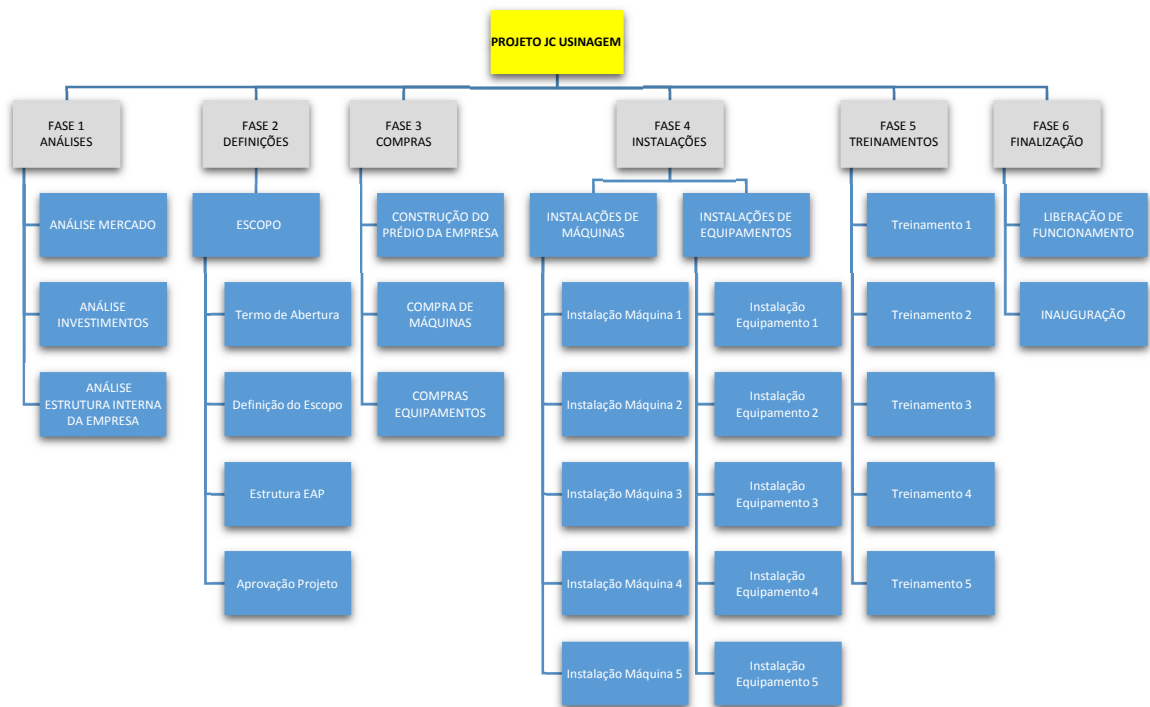 PROJETO JC USINAGEM
FASE 1
ANÁLISES
ANÁLISE MERCADO
ANÁLISE
INVESTIMENTOS
ANÁLISE
ESTRUTURA INTERNA
DA EMPRESA
FASE 2
DEFINIÇÕES
ESCOPO
Termo de Abertura
Definição do Escopo
Estrutura EAP
Aprovação Projeto
FASE 3
COMPRAS
CONSTRUÇÃO DO
PRÉDIO DA EMPRESA
COMPRA DE
MÁQUINAS
COMPRAS
EQUIPAMENTOS
FASE 4
INSTALAÇÕES
INSTALAÇÕES DE
MÁQUINAS
Instalação Máquina 1
Instalação Máquina 2
Instalação Máquina 3
Instalação Máquina 4
Instalação Máquina 5
INSTALAÇÕES DE
EQUIPAMENTOS
Instalação
Equipamento 1
Instalação
Equipamento 2
Instalação
Equipamento 3
Instalação
Equipamento 4
Instalação
Equipamento 5
FASE 5
TREINAMENTOS
Treinamento 1
Treinamento 2
Treinamento 3
Treinamento 4
Treinamento 5
FASE 6
FINALIZAÇÃO
LIBERAÇÃO DE
FUNCIONAMENTO
INAUGURAÇÃO